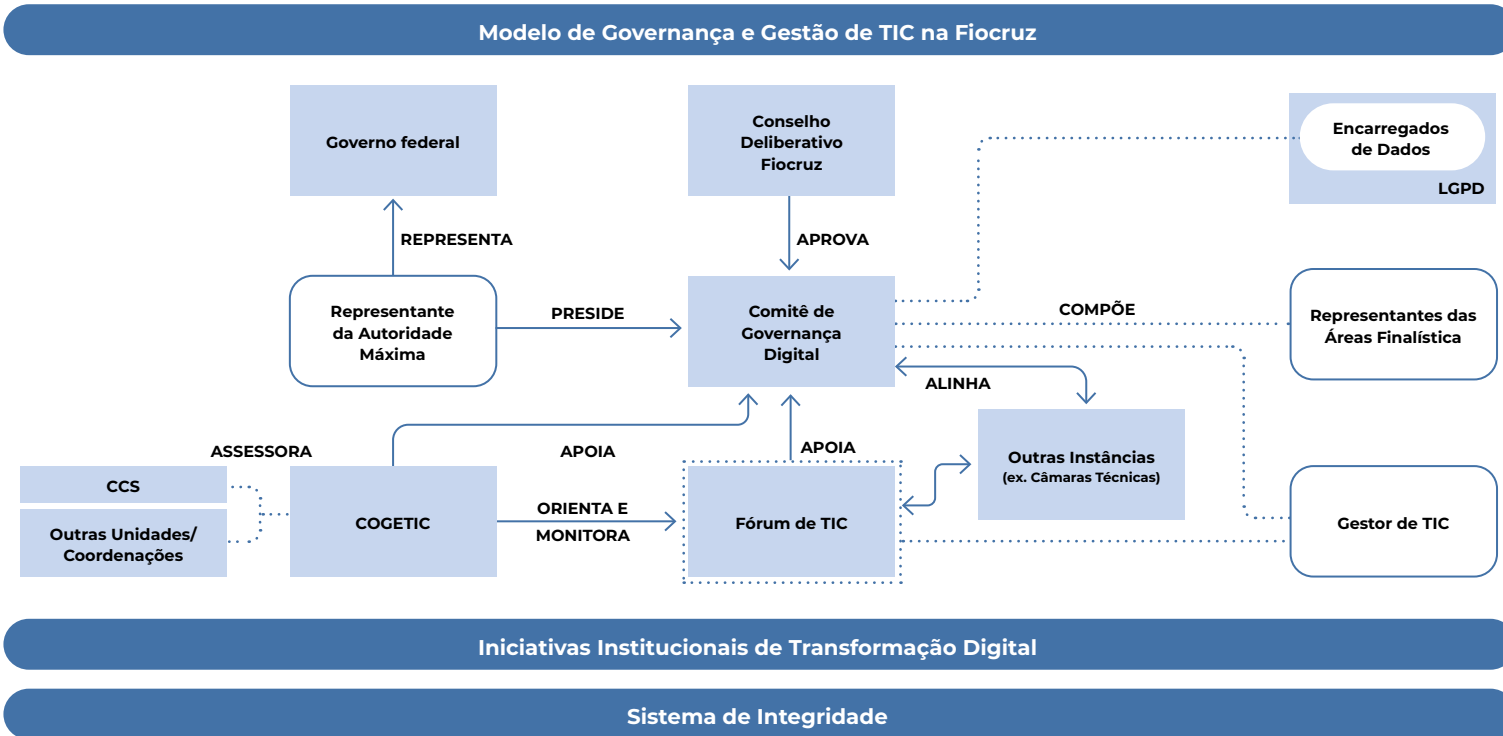 Modelo de Governança e Gestão de TIC na Fiocruz
Governo federal
Conselho
Deliberativo
Fiocruz
Encarregados
de Dados
LGPD
REPRESENTA
APROVA
Representante
da Autoridade
Máxima
PRESIDE
Comitê de
Governança
Digital
COMPÕE
Representantes das
Áreas Finalística
ALINHA
ASSESSORA
APOIA
APOIA
CCS
Outras Unidades/
Coordenações
COGETIC
ORIENTA E
MONITORA
Fórum de TIC
Outras Instâncias
(ex. Câmaras Técnicas)
Gestor de TIC
Iniciativas Institucionais de Transformação Digital
Sistema de Integridade